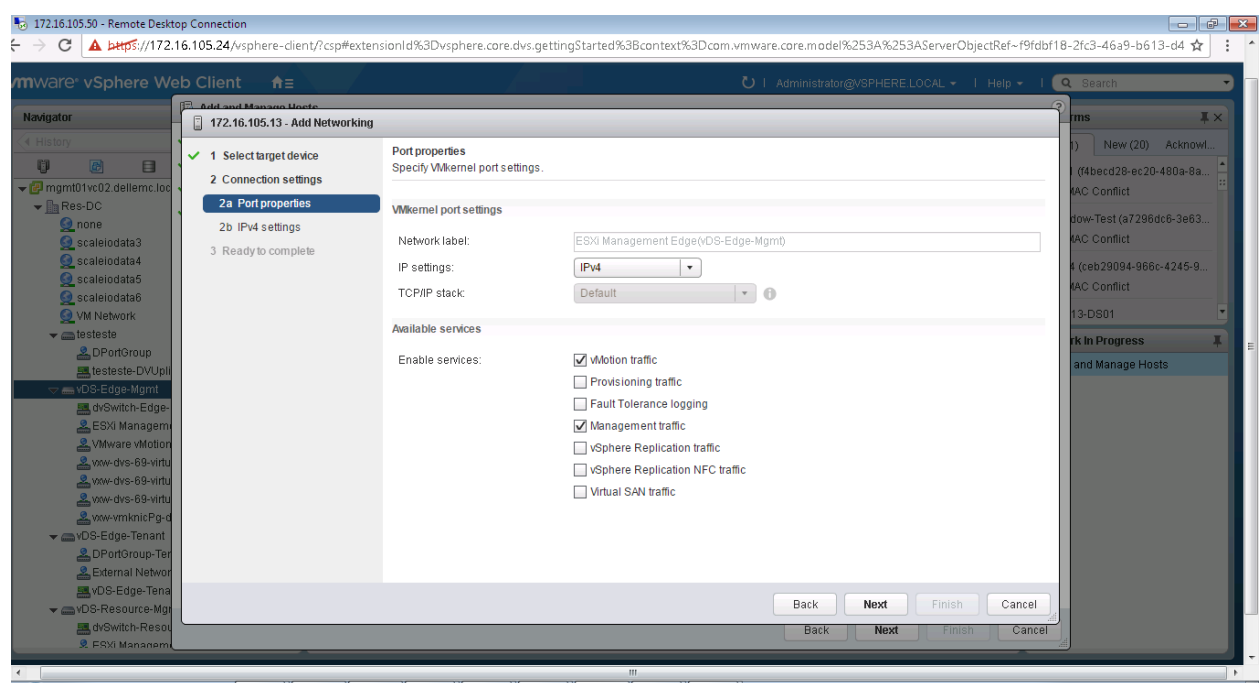 172.16.105.50 - Remote Desktop Connection
https://172.16.105.24/vsphere-client/?csp#extensionId%3Dvsphere.core.dvs.gettingStarted%3Bcontext%3Dcom.vmware.core.model%253A%253AServerObjectRef~f9fdbf18-2fc3-46a9-b613-d4
vmware® vSphere Web Client
Administrator@VSPHERE.LOCAL
Help
Search
Navigator
History
mgmt01vc02.dellemc.loc
Res-DC
none
scaleiodata3
scaleiodata4
scaleiodata5
scaleiodata6
VM Network
testeste
DPortGroup
testeste-DVUpli
vDS-Edge-Mgmt
dvSwitch-Edge-
ESXi Managem
VMware vMotion
vxw-dvs-69-virtu
vxw-dvs-69-virtu
vxw-dvs-69-virtu
vxw-vmknicPg-d
vDS-Edge-Tenant
DPortGroup-Ter
External Networ
vDS-Edge-Tena
vDS-Resource-Mgr
dvSwitch-Resou
ESXi Managem
Add and Manage Hosts
172.16.105.13 - Add Networking
1 Select target device
2 Connection settings
2a Port properties
2b IPv4 settings
3 Ready to complete
Port properties
Specify VMkernel port settings.
VMkernel port settings
Network label: ESXi Management Edge(vDS-Edge-Mgmt)
IP settings: IPv4
TCP/IP stack: Default
Available services
Enable services:
vMotion traffic
Provisioning traffic
Fault Tolerance logging
Management traffic
vSphere Replication traffic
vSphere Replication NFC traffic
Virtual SAN traffic
Back Next Finish Cancel
Back Next Finish Cancel
rms
1) New (20) Acknowl...
(f4becd28-ec20-480a-8a...
MAC Conflict
dow-Test (a7296dc6-3e63...
MAC Conflict
4 (ceb29094-966c-4245-9...
MAC Conflict
13-DS01
rk In Progress
and Manage Hosts